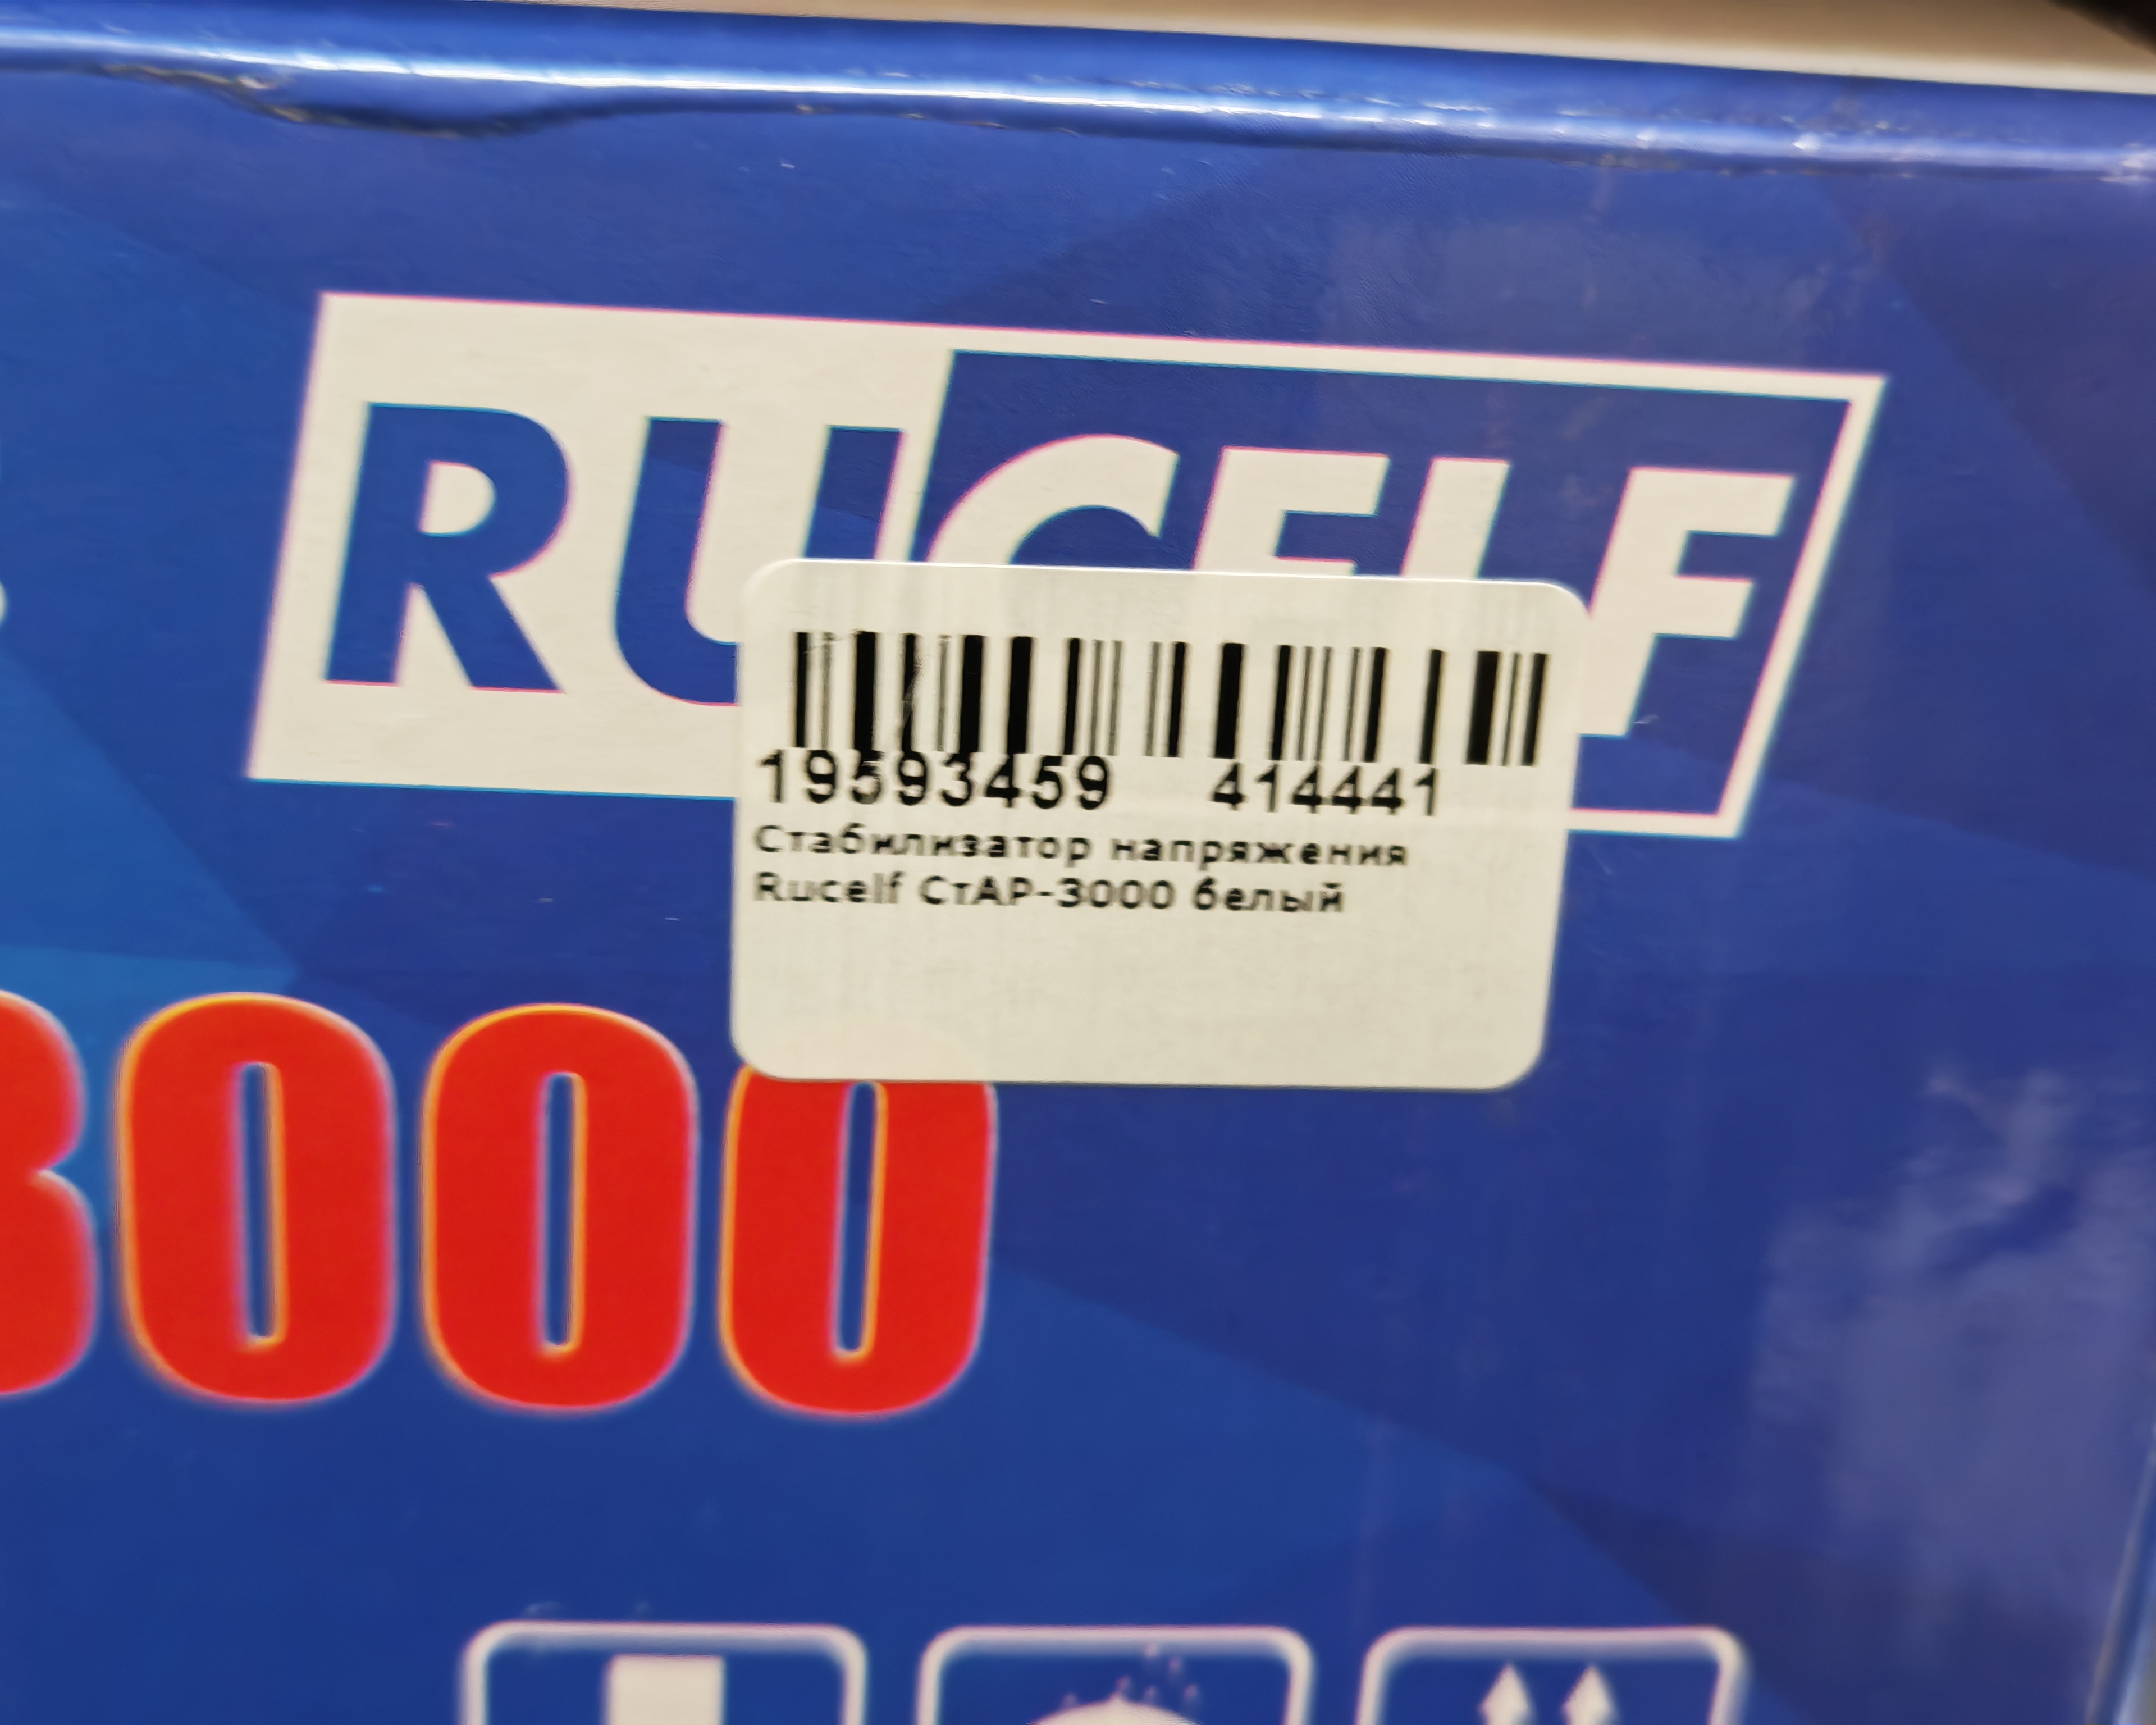 RUCELF
19593459 414441
Стабилизатор напряжения
Rucelf СтАР-3000 белый
3000